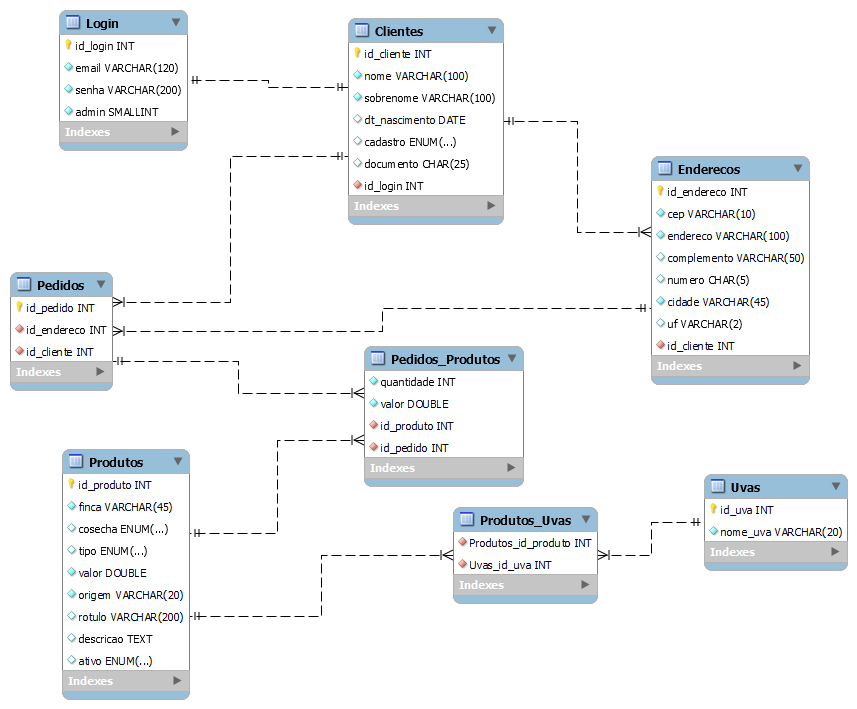 Login
id_login INT
email VARCHAR(120)
senha VARCHAR(200)
admin SMALLINT
Indexes
Clientes
id_cliente INT
nome VARCHAR(100)
sobrenome VARCHAR(100)
dt_nascimento DATE
cadastro ENUM(...)
documento CHAR(25)
id_login INT
Indexes
Enderecos
id_endereco INT
cep VARCHAR(10)
endereco VARCHAR(100)
complemento VARCHAR(50)
numero CHAR(5)
cidade VARCHAR(45)
uf VARCHAR(2)
id_cliente INT
Indexes
Pedidos
id_pedido INT
id_endereco INT
id_cliente INT
Indexes
Pedidos_Produtos
quantidade INT
valor DOUBLE
id_produto INT
id_pedido INT
Indexes
Produtos
id_produto INT
finca VARCHAR(45)
cosecha ENUM(...)
tipo ENUM(...)
valor DOUBLE
origem VARCHAR(20)
rotulo VARCHAR(200)
descricao TEXT
ativo ENUM(...)
Indexes
Produtos_Uvas
Produtos_id_produto INT
Uvas_id_uva INT
Indexes
Uvas
id_uva INT
nome_uva VARCHAR(20)
Indexes